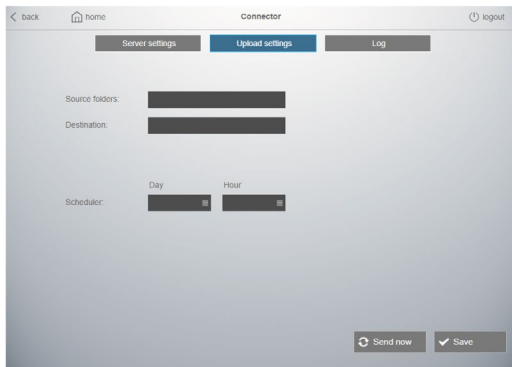 back home Connector logout
Server settings Upload settings Log
Source folders:
Destination:
Day Hour
Scheduler:
Send now Save